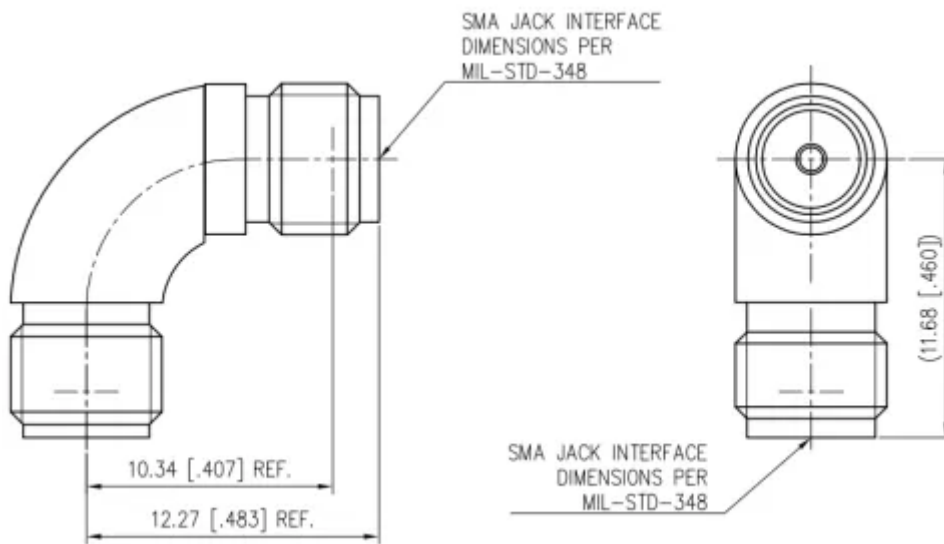 SMA JACK INTERFACE
DIMENSIONS PER
MIL-STD-348
(11.68 [.460])
10.34 [.407] REF.
12.27 [.483] REF.
SMA JACK INTERFACE
DIMENSIONS PER
MIL-STD-348